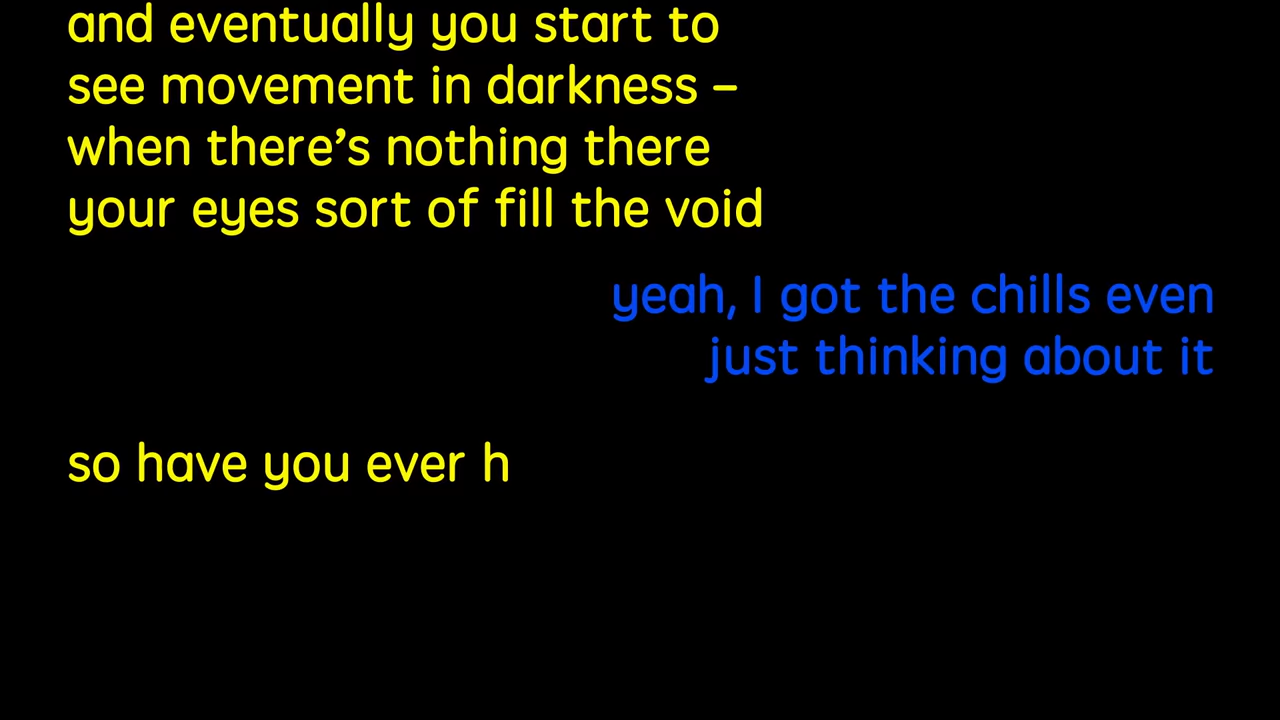 and eventually you start to
see movement in darkness –
when there’s nothing there
your eyes sort of fill the void
yeah, I got the chills even
just thinking about it
so have you ever h